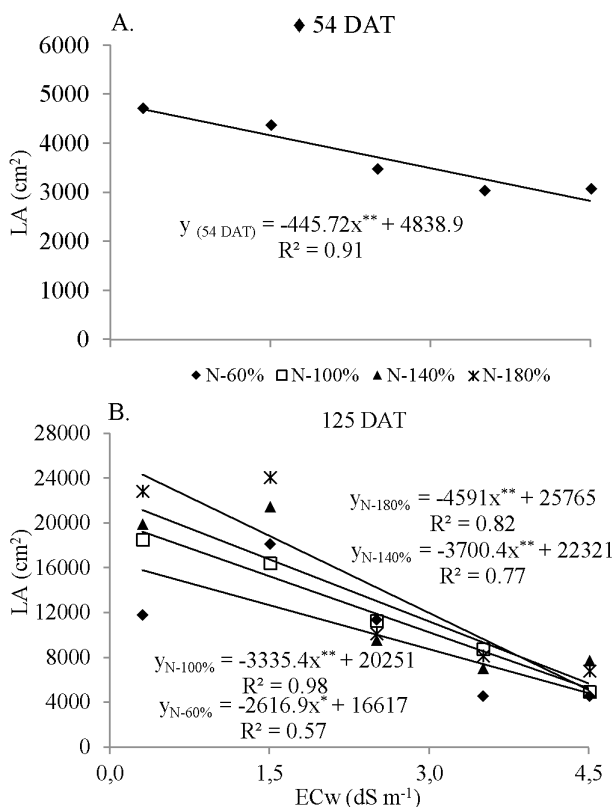 A.
♦ 54 DAT
6000
5000
4000
3000
2000
1000
0
LA (cm²)
y (54 DAT) = -445.72x** + 4838.9
R² = 0.91
♦ N-60% □ N-100% ▲ N-140% ж N-180%
B.
125 DAT
28000
24000
20000
16000
12000
8000
4000
0
LA (cm²)
yN-180% = -4591x** + 25765
R² = 0.82
yN-140% = -3700.4x** + 22321
R² = 0.77
yN-100% = -3335.4x** + 20251
R² = 0.98
yN-60% = -2616.9x* + 16617
R² = 0.57
0,0 1,5 3,0 4,5
ECw (dS m⁻¹)